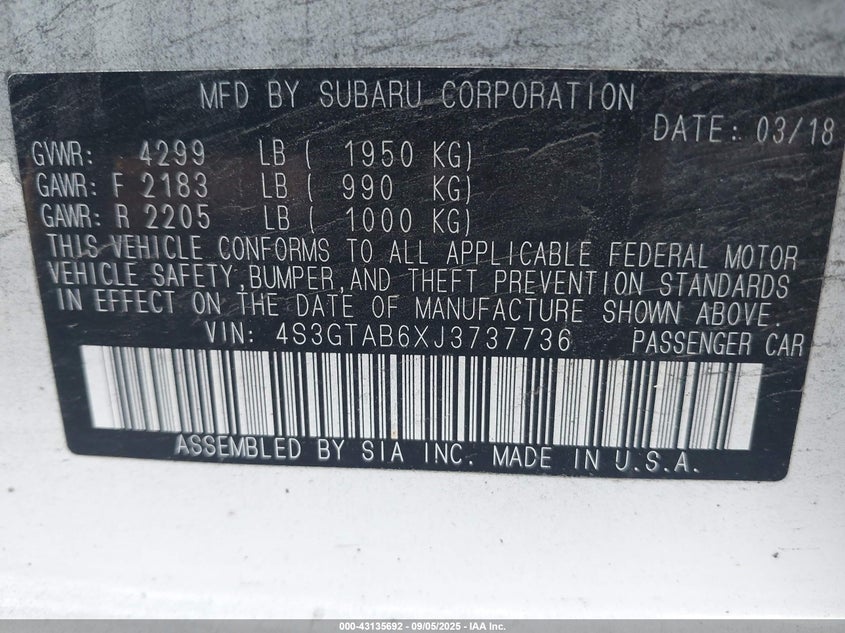 MFD BY SUBARU CORPORATION
DATE: 03/18
GVWR: 4299 LB ( 1950 KG)
GAWR: F 2183 LB ( 990 KG)
GAWR: R 2205 LB ( 1000 KG)
THIS VEHICLE CONFORMS TO ALL APPLICABLE FEDERAL MOTOR
VEHICLE SAFETY,BUMPER,AND THEFT PREVENTION STANDARDS
IN EFFECT ON THE DATE OF MANUFACTURE SHOWN ABOVE.
VIN: 4S3GTAB6XJ3737736 PASSENGER CAR
ASSEMBLED BY SIA INC. MADE IN U.S.A.
000-43135692 - 09/05/2025 - IAA Inc.